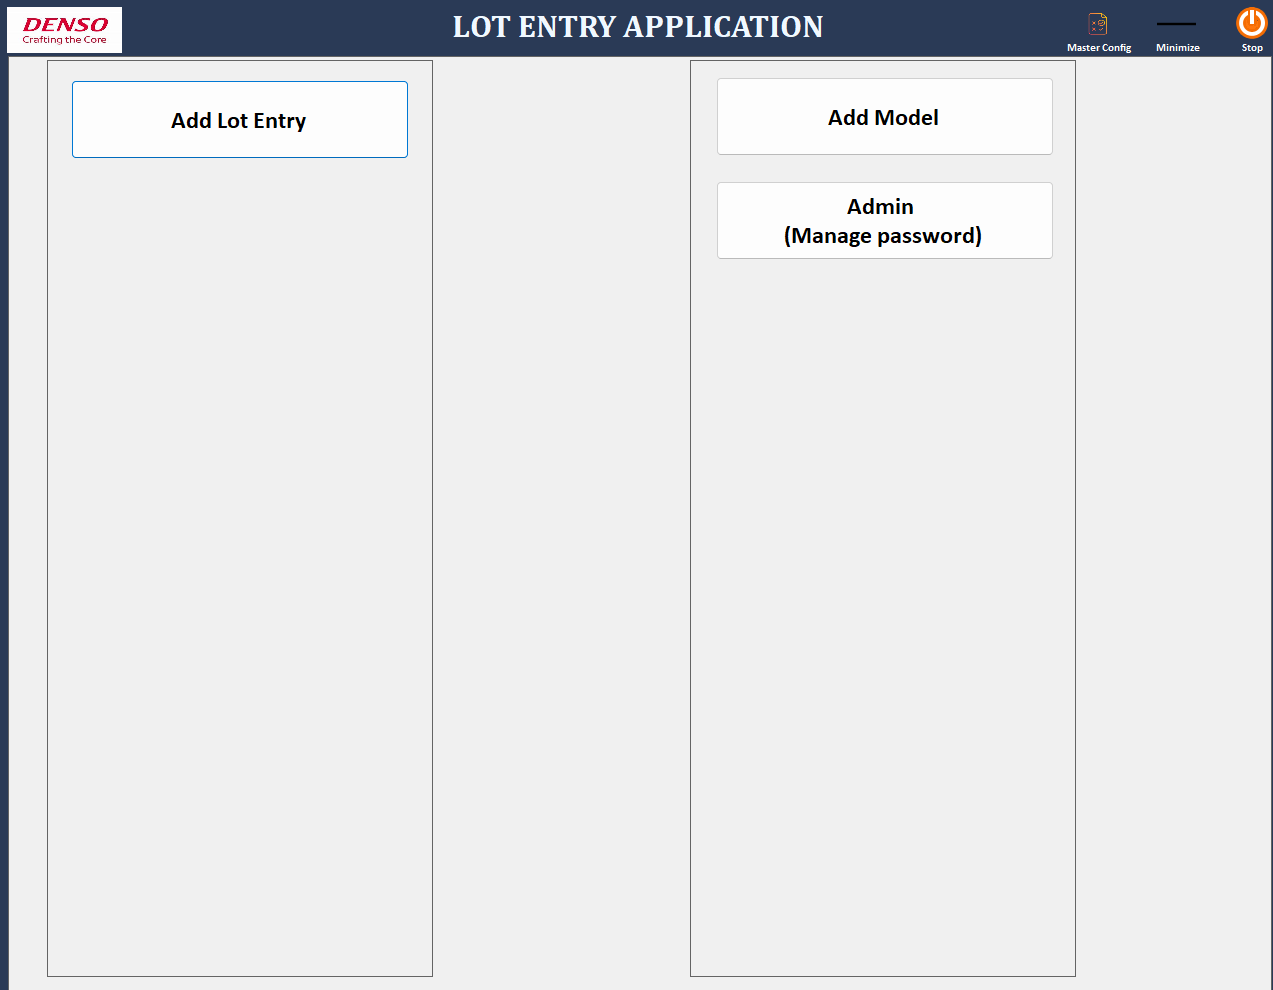 DENSO
Crafting the Core
LOT ENTRY APPLICATION
Master Config
Minimize
Stop
Add Lot Entry
Add Model
Admin
(Manage password)